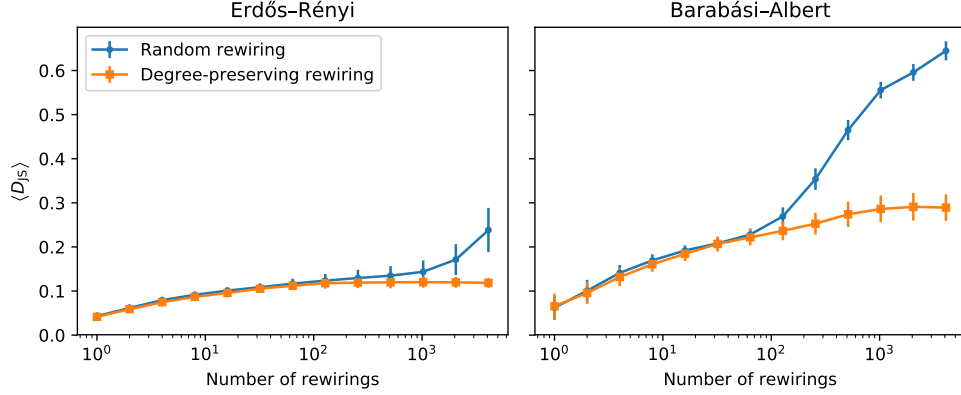 Erdős–Rényi
Barabási–Albert
Random rewiring
Degree-preserving rewiring
⟨D_JS⟩
0.6
0.5
0.4
0.3
0.2
0.1
0.0
10^0 10^1 10^2 10^3
10^0 10^1 10^2 10^3
Number of rewirings
Number of rewirings